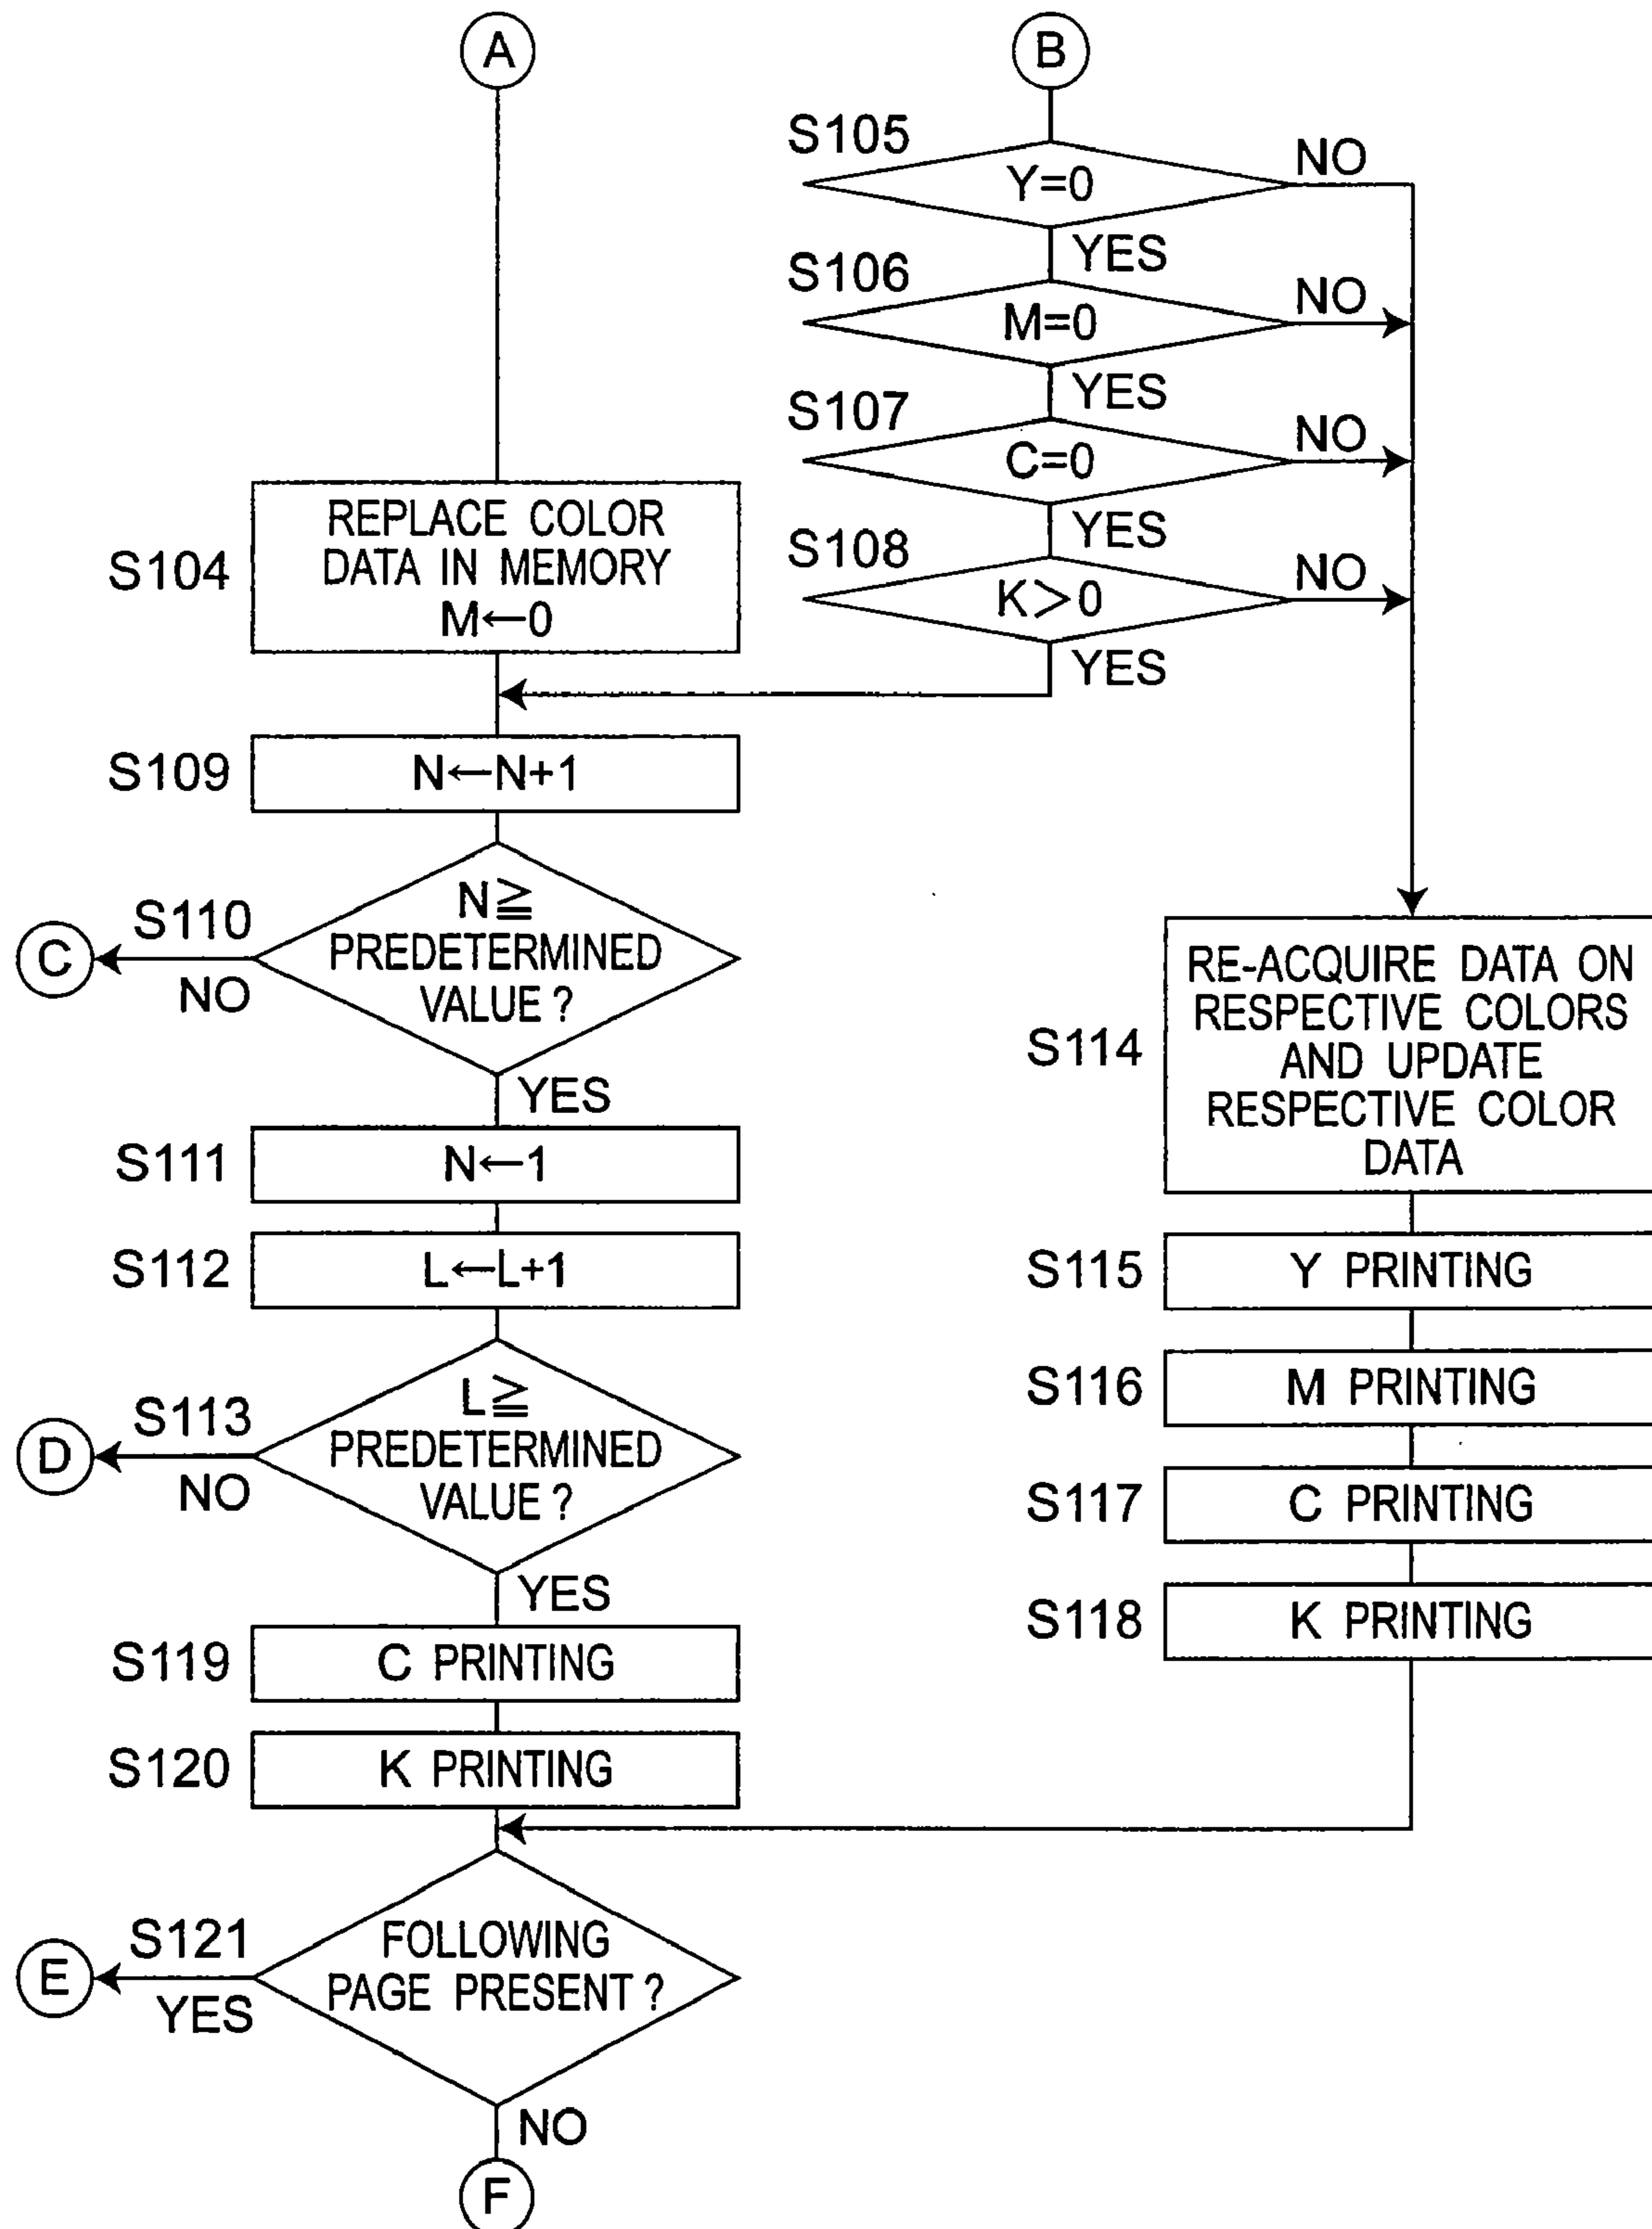 A
B
S105
Y=0
NO
YES
S106
M=0
NO
YES
S107
C=0
NO
YES
S108
K>0
NO
YES
S104
REPLACE COLOR
DATA IN MEMORY
M←0
S109
N←N+1
S110
N≧
PREDETERMINED
VALUE ?
C
NO
YES
S111
N←1
S112
L←L+1
S113
L≧
PREDETERMINED
VALUE ?
D
NO
YES
S119
C PRINTING
S120
K PRINTING
S114
RE-ACQUIRE DATA ON
RESPECTIVE COLORS
AND UPDATE
RESPECTIVE COLOR
DATA
S115
Y PRINTING
S116
M PRINTING
S117
C PRINTING
S118
K PRINTING
S121
FOLLOWING
PAGE PRESENT ?
E
YES
NO
F